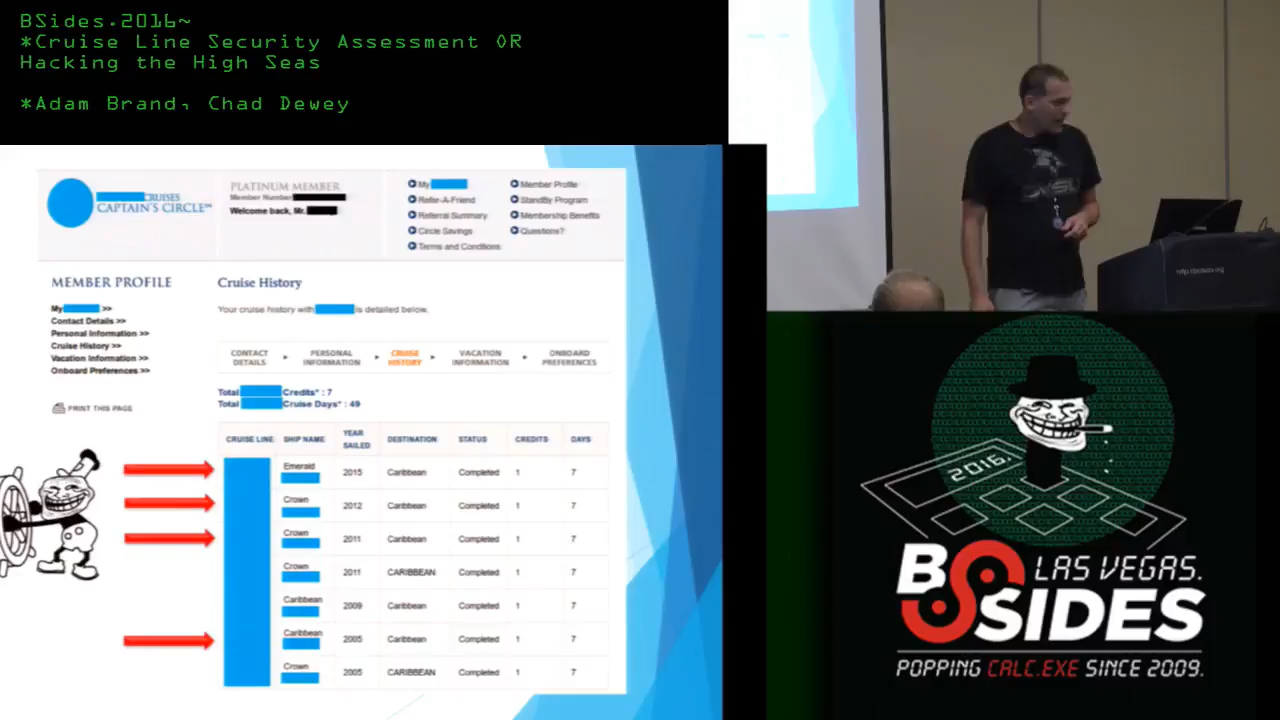 BSides.2016~
*Cruise Line Security Assessment OR
Hacking the High Seas
*Adam Brand, Chad Dewey
CRUISES
CAPTAIN'S CIRCLE™
PLATINUM MEMBER
Member Number
Welcome back, Mr.
My
Refer-A-Friend
Referral Summary
Circle Savings
Terms and Conditions
Member Profile
StandBy Program
Membership Benefits
Questions?
MEMBER PROFILE
My >>
Contact Details >>
Personal Information >>
Cruise History >>
Vacation Information >>
Onboard Preferences >>
PRINT THIS PAGE
Cruise History
Your cruise history with is detailed below.
CONTACT DETAILS
PERSONAL INFORMATION
CRUISE HISTORY
VACATION INFORMATION
ONBOARD PREFERENCES
Total Credits* : 7
Total Cruise Days* : 49
CRUISE LINE SHIP NAME YEAR SAILED DESTINATION STATUS CREDITS DAYS
Emerald 2015 Caribbean Completed 1 7
Crown 2012 Caribbean Completed 1 7
Crown 2011 Caribbean Completed 1 7
Crown 2011 CARIBBEAN Completed 1 7
Caribbean 2009 Caribbean Completed 1 7
Caribbean 2005 Caribbean Completed 1 7
Crown 2005 CARIBBEAN Completed 1 7
2016.
BSIDES
LAS VEGAS.
POPPING CALC.EXE SINCE 2009.